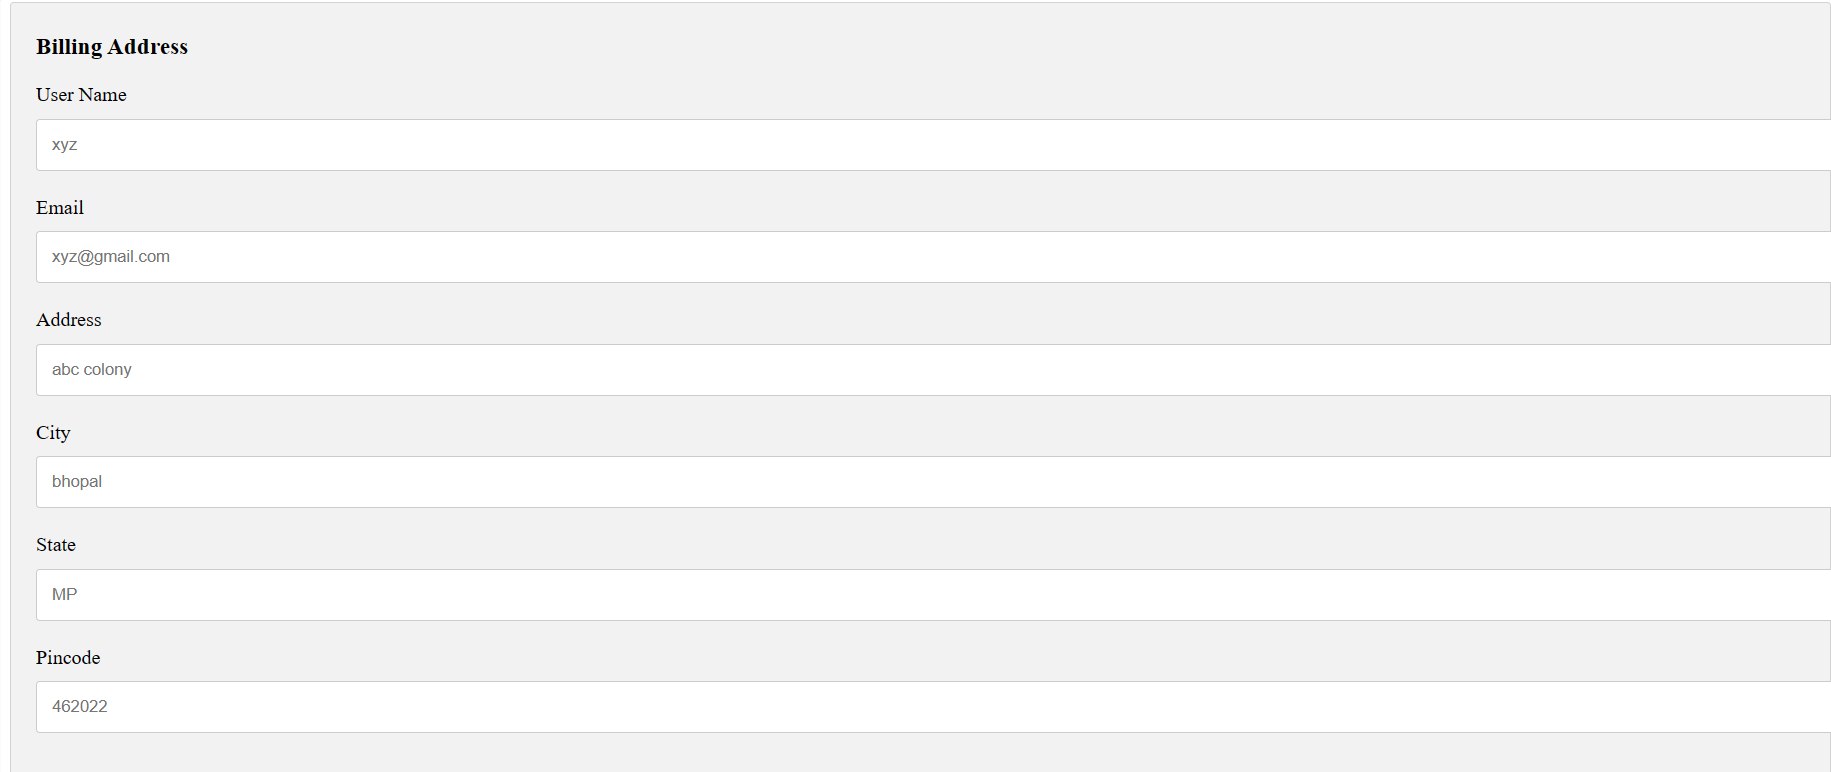 Billing Address
User Name
xyz
Email
xyz@gmail.com
Address
abc colony
City
bhopal
State
MP
Pincode
462022